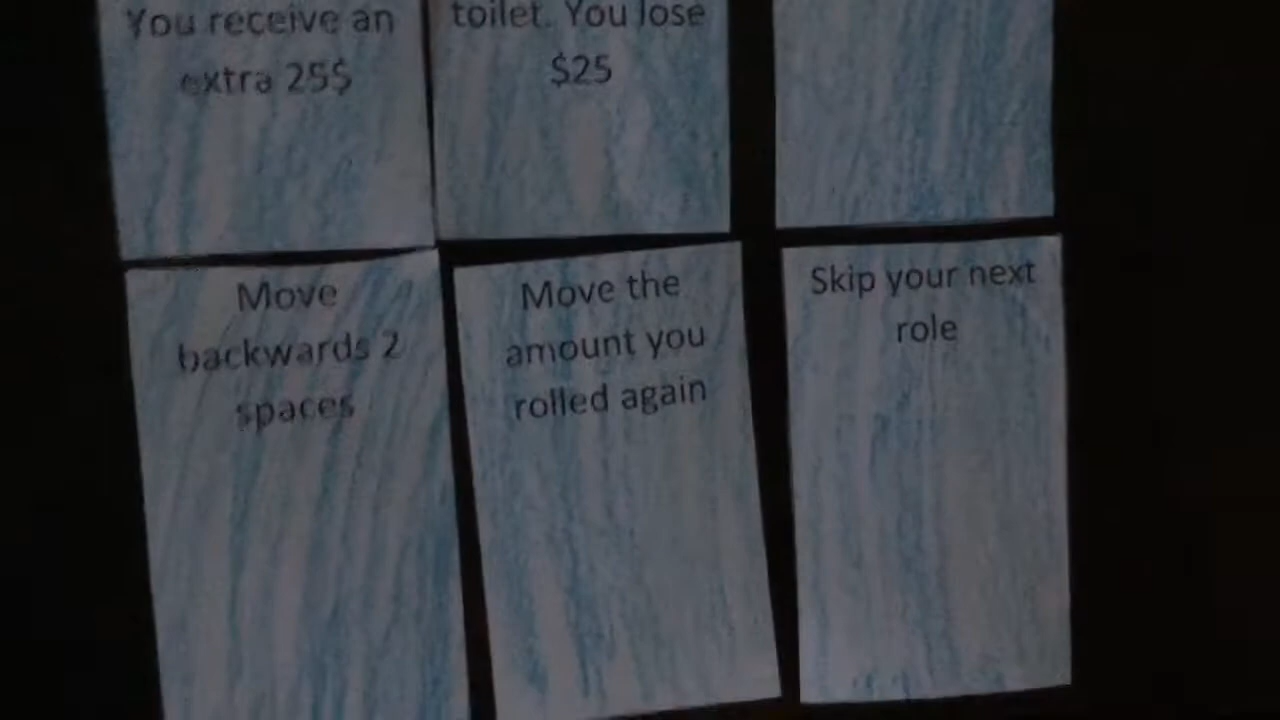 You receive an
extra 25$
toilet. You lose
$25
Move
backwards 2
spaces
Move the
amount you
rolled again
Skip your next
role